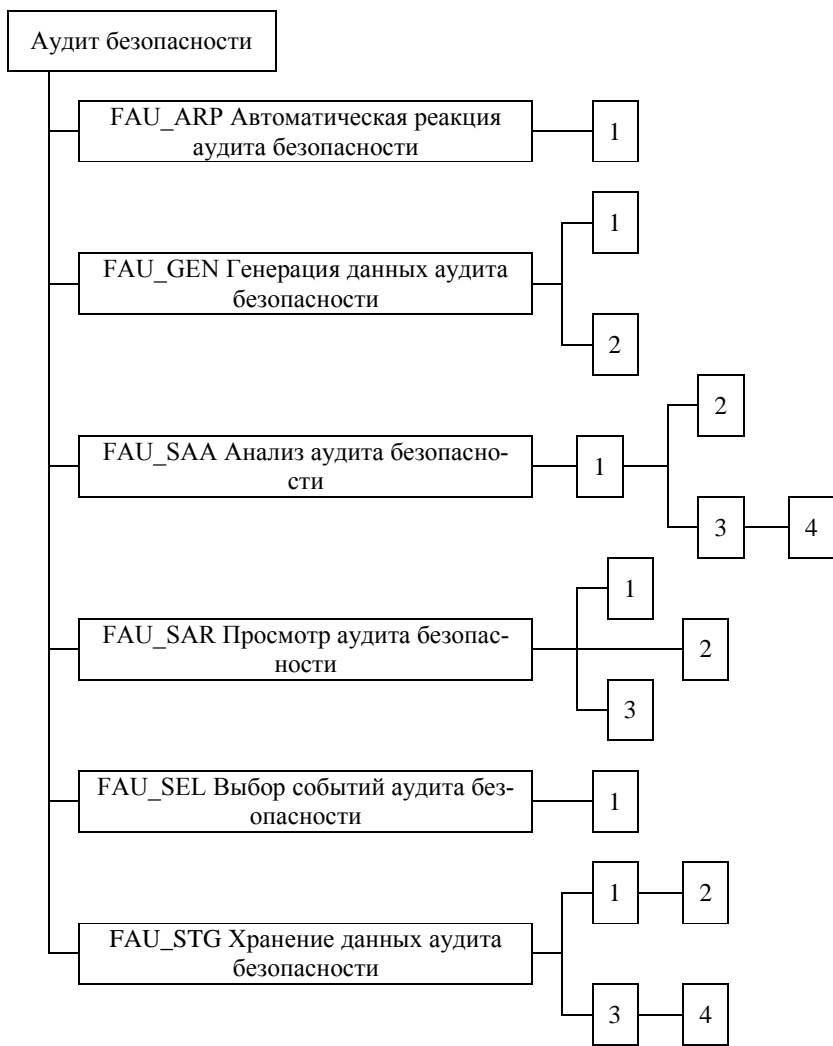 Аудит безопасности
FAU_ARP Автоматическая реакция
аудита безопасности
1
FAU_GEN Генерация данных аудита
безопасности
1
2
FAU_SAA Анализ аудита безопасно-
сти
1
2
3
4
FAU_SAR Просмотр аудита безопас-
ности
1
2
3
FAU_SEL Выбор событий аудита без-
опасности
1
FAU_STG Хранение данных аудита
безопасности
1
2
3
4